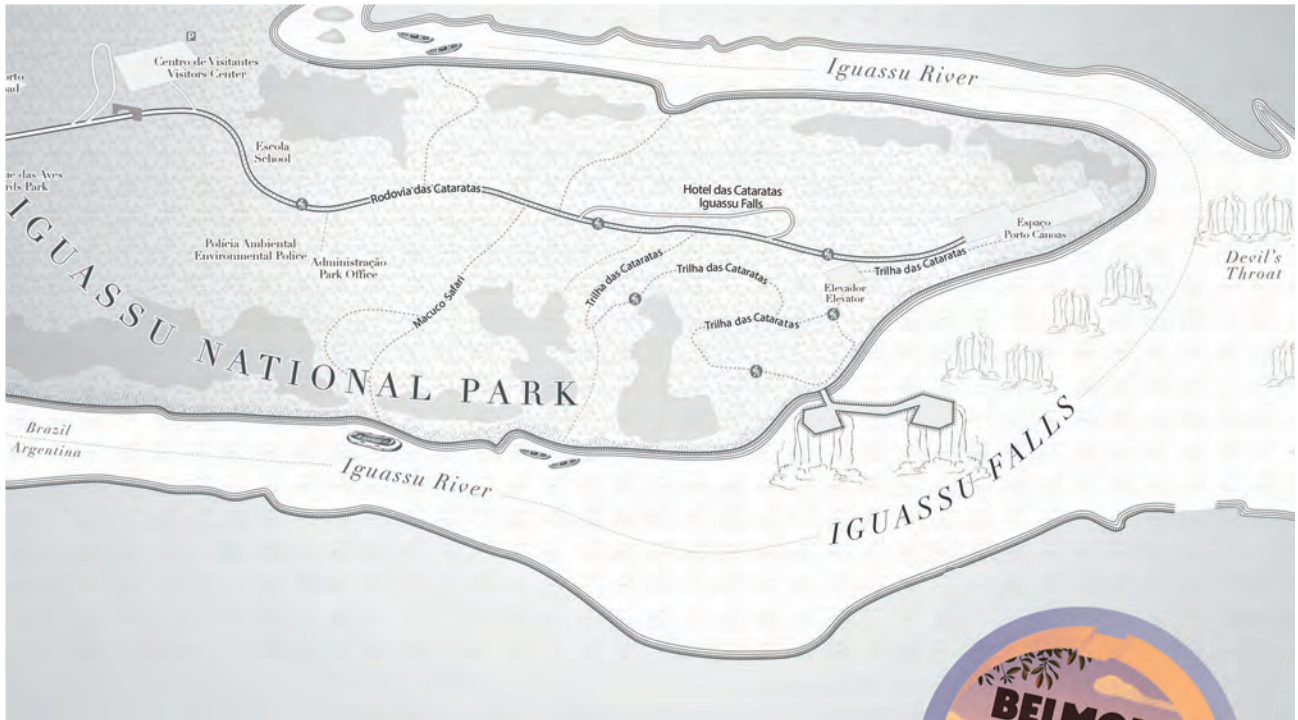 P
Centro de Visitantes
Visitors Center
Iguassu River
Escola
School
Rodovia das Cataratas
Hotel das Cataratas
Iguassu Falls
Espaço
Porto Canoas
Polícia Ambiental
Environmental Police
Administração
Park Office
Macuco Safari
Trilha das Cataratas
Trilha das Cataratas
Trilha das Cataratas
Trilha das Cataratas
Elevador
Elevator
Devil's
Throat
IGUASSU NATIONAL PARK
Brazil
Argentina
Iguassu River
IGUASSU FALLS